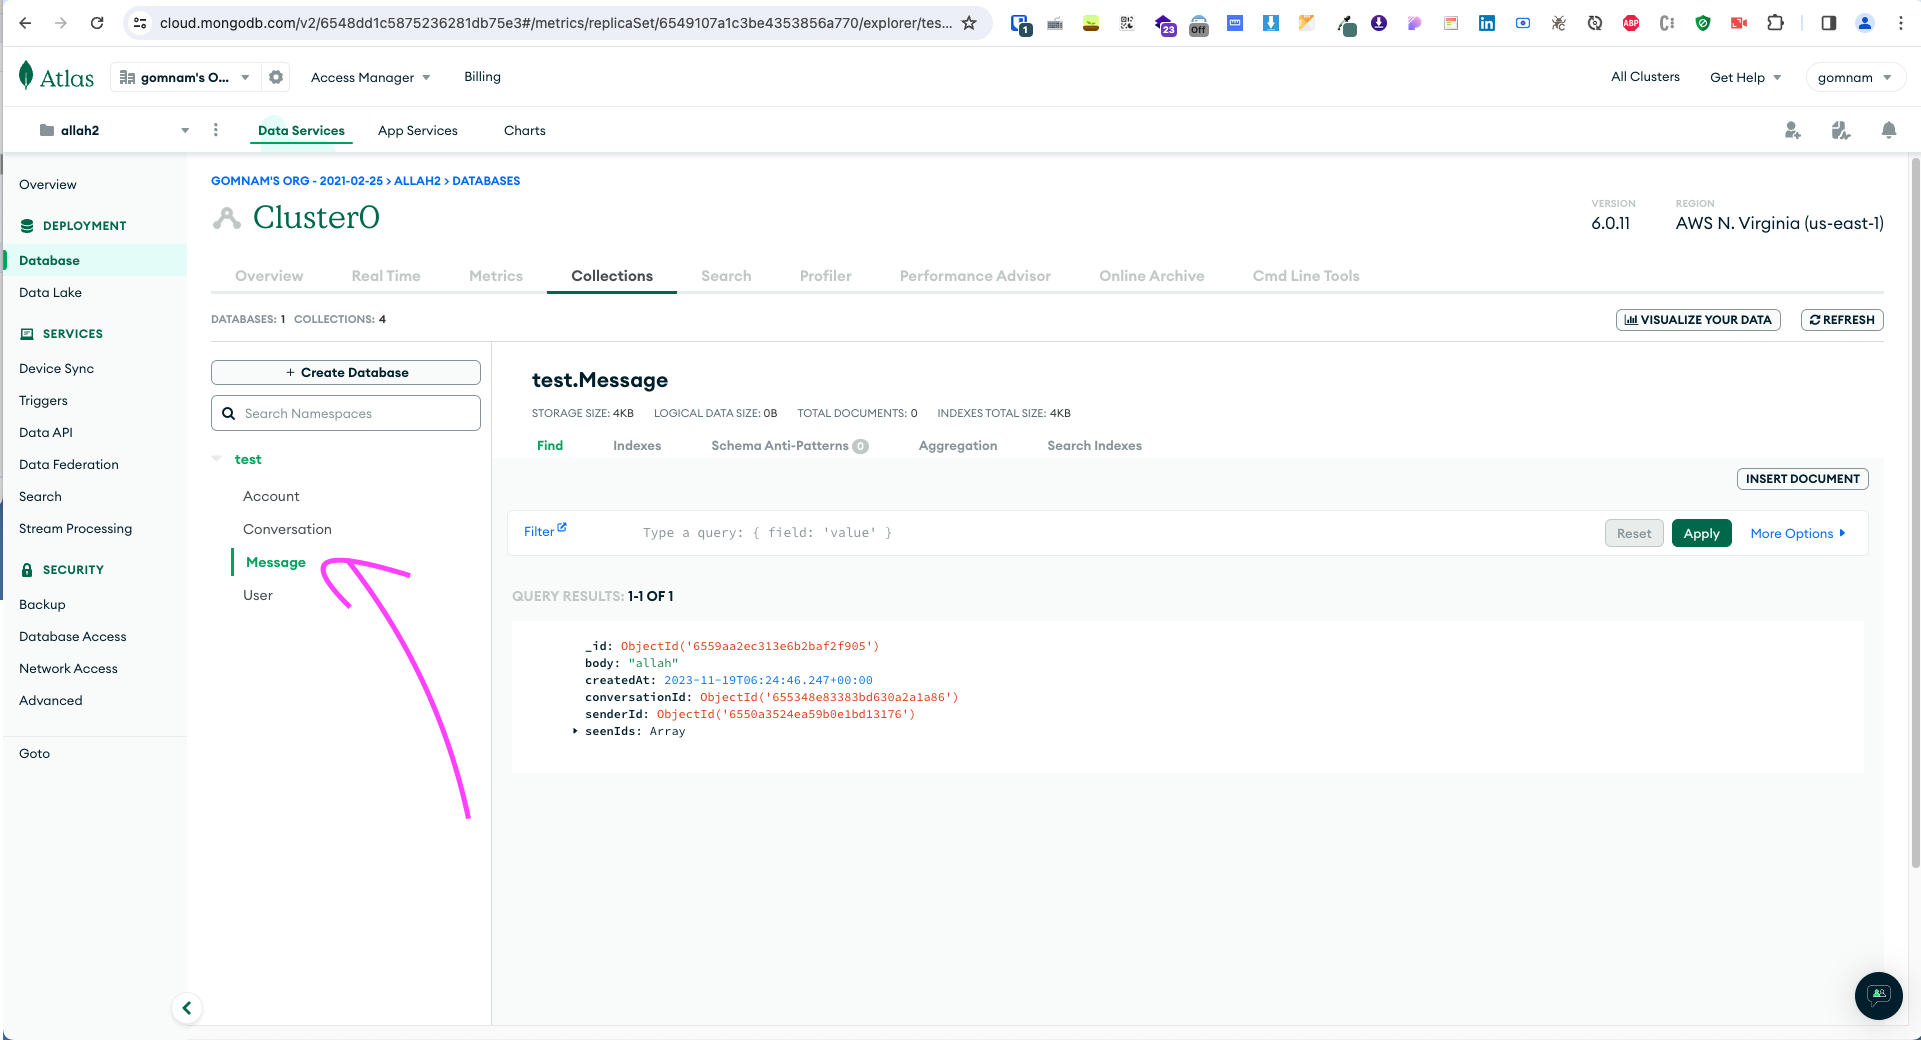 cloud.mongodb.com/v2/6548dd1c5875236281db75e3#/metrics/replicaSet/6549107a1c3be4353856a770/explorer/tes...
1
23
Off
ABP
Atlas
gomnam's O...
Access Manager
Billing
All Clusters
Get Help
gomnam
allah2
Data Services
App Services
Charts
Overview
DEPLOYMENT
Database
Data Lake
SERVICES
Device Sync
Triggers
Data API
Data Federation
Search
Stream Processing
SECURITY
Backup
Database Access
Network Access
Advanced
Goto
GOMNAM'S ORG - 2021-02-25 > ALLAH2 > DATABASES
Cluster0
VERSION
6.0.11
REGION
AWS N. Virginia (us-east-1)
Overview
Real Time
Metrics
Collections
Search
Profiler
Performance Advisor
Online Archive
Cmd Line Tools
DATABASES: 1 COLLECTIONS: 4
VISUALIZE YOUR DATA
REFRESH
+ Create Database
Search Namespaces
test
Account
Conversation
Message
User
test.Message
STORAGE SIZE: 4KB LOGICAL DATA SIZE: 0B TOTAL DOCUMENTS: 0 INDEXES TOTAL SIZE: 4KB
Find
Indexes
Schema Anti-Patterns 0
Aggregation
Search Indexes
INSERT DOCUMENT
Filter
Type a query: { field: 'value' }
Reset
Apply
More Options
QUERY RESULTS: 1-1 OF 1
_id: ObjectId('6559aa2ec313e6b2baf2f905')
body: "allah"
createdAt: 2023-11-19T06:24:46.247+00:00
conversationId: ObjectId('655348e83383bd630a2a1a86')
senderId: ObjectId('6550a3524ea59b0e1bd13176')
seenIds: Array